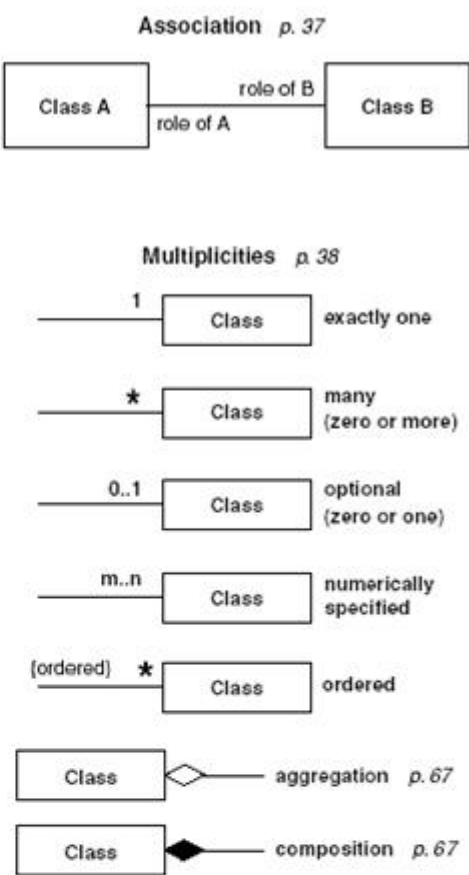 Association p. 37
Class A
role of B
role of A
Class B
Multiplicities p. 38
1
Class
exactly one
*
Class
many
(zero or more)
0..1
Class
optional
(zero or one)
m..n
Class
numerically
specified
{ordered} *
Class
ordered
Class
aggregation p. 67
Class
composition p. 67